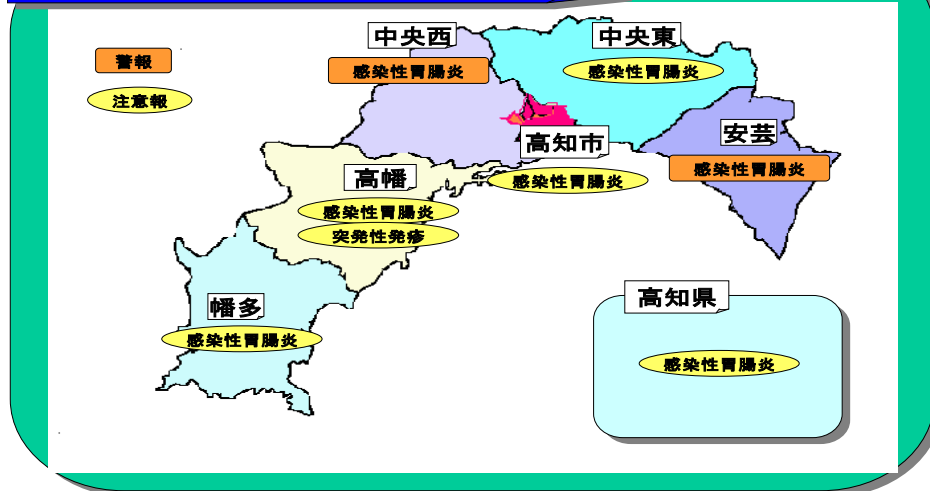 中央西
中央東
警報
感染性胃腸炎
感染性胃腸炎
注意報
安芸
高知市
感染性胃腸炎
高幡
感染性胃腸炎
感染性胃腸炎
突発性発疹
高知県
幡多
感染性胃腸炎
感染性胃腸炎